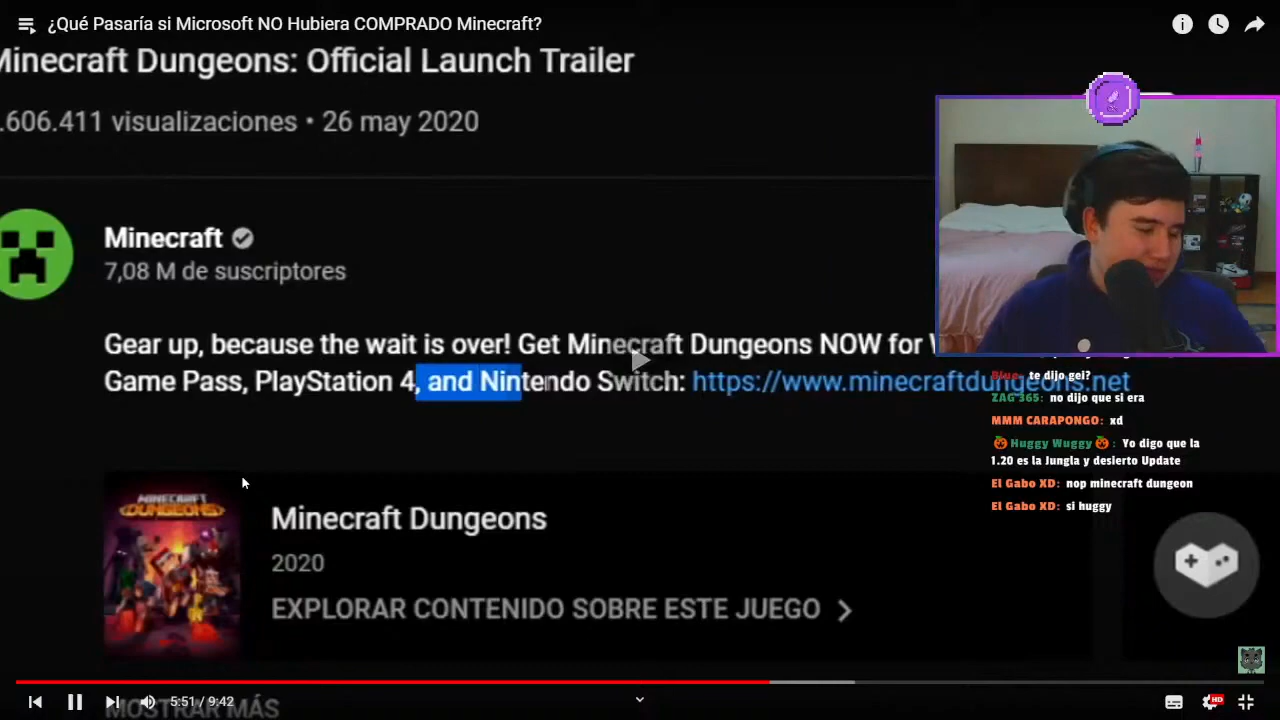 ¿Qué Pasaría si Microsoft NO Hubiera COMPRADO Minecraft?
Minecraft Dungeons: Official Launch Trailer
.606.411 visualizaciones • 26 may 2020
Minecraft
7,08 M de suscriptores
Gear up, because the wait is over! Get Minecraft Dungeons NOW for
Game Pass, PlayStation 4, and Nintendo Switch: https://www.minecraftdungeons.net
Blue: te dijo gei?
ZAG 365: no dijo que si era
MMM CARAPONGO: xd
🎃Huggy Wuggy🎃: Yo digo que la
1.20 es la Jungla y desierto Update
El Gabo XD: nop minecraft dungeon
El Gabo XD: si huggy
MINECRAFT
DUNGEONS
Minecraft Dungeons
2020
EXPLORAR CONTENIDO SOBRE ESTE JUEGO
MOSTRAR MÁS
5:51 / 9:42
HD